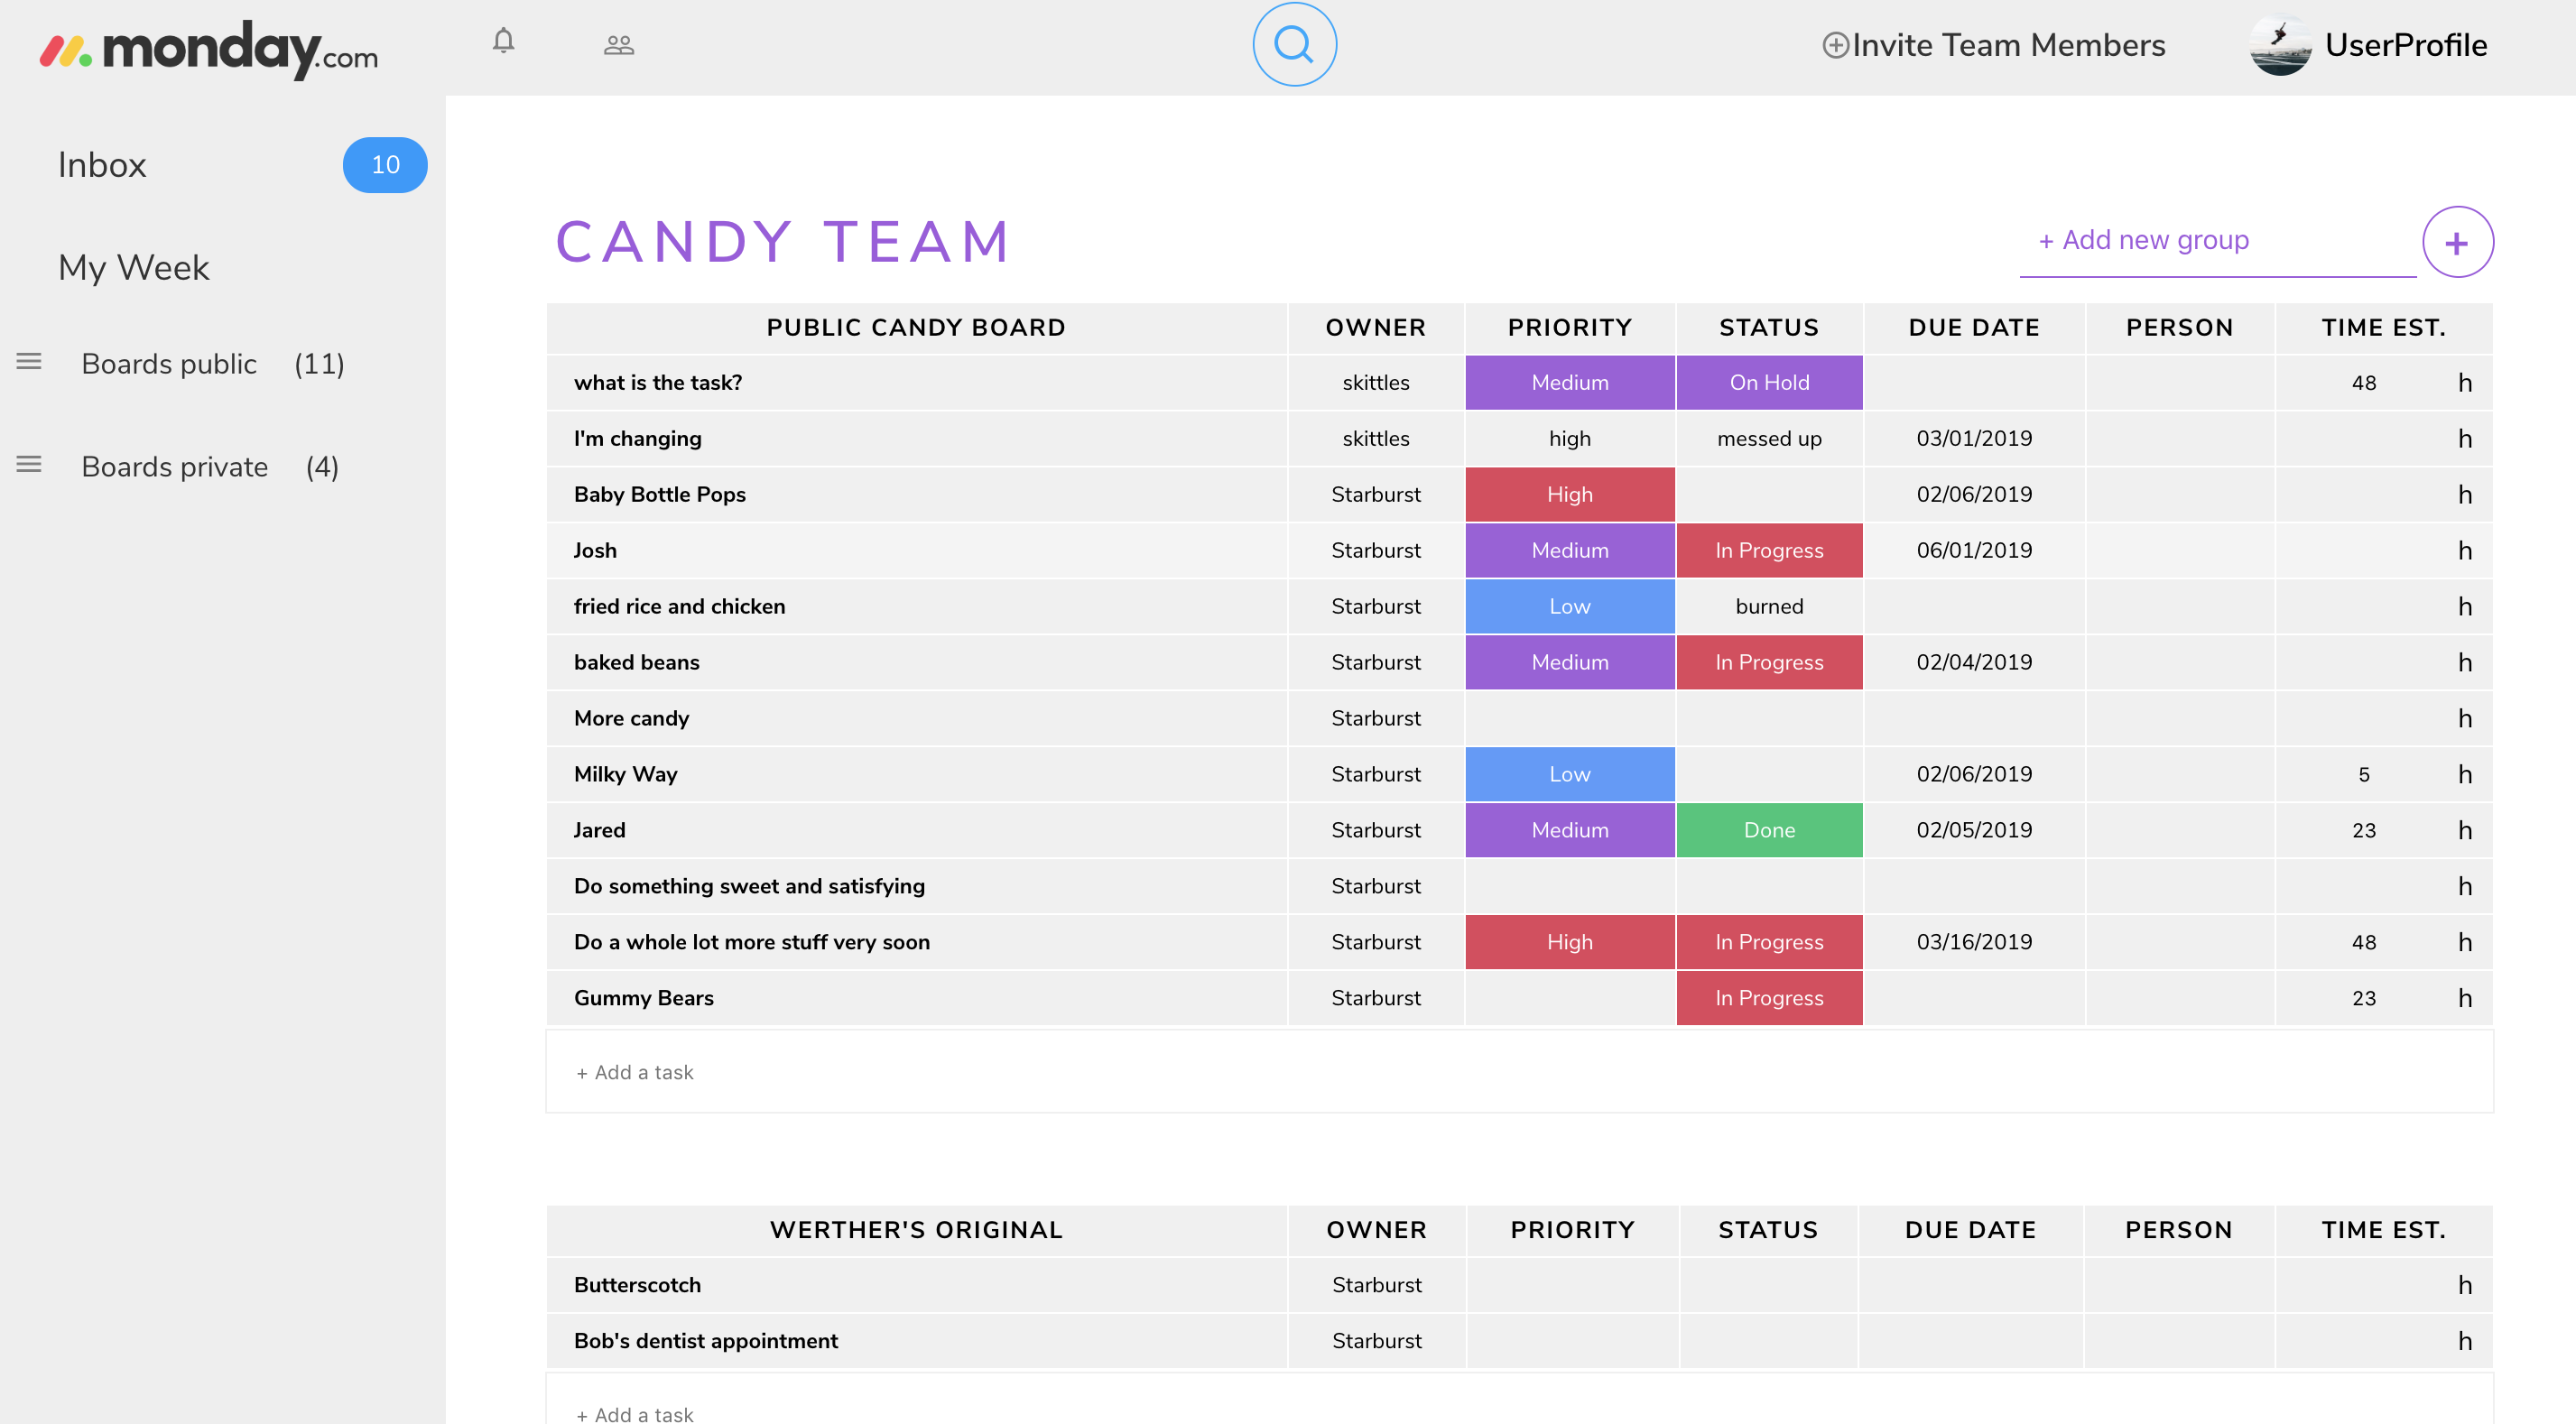 monday.com
Invite Team Members
UserProfile
Inbox 10
My Week
Boards public (11)
Boards private (4)
CANDY TEAM
+ Add new group +
PUBLIC CANDY BOARD OWNER PRIORITY STATUS DUE DATE PERSON TIME EST.
what is the task? skittles Medium On Hold 48 h
I'm changing skittles high messed up 03/01/2019 h
Baby Bottle Pops Starburst High 02/06/2019 h
Josh Starburst Medium In Progress 06/01/2019 h
fried rice and chicken Starburst Low burned h
baked beans Starburst Medium In Progress 02/04/2019 h
More candy Starburst h
Milky Way Starburst Low 02/06/2019 5 h
Jared Starburst Medium Done 02/05/2019 23 h
Do something sweet and satisfying Starburst h
Do a whole lot more stuff very soon Starburst High In Progress 03/16/2019 48 h
Gummy Bears Starburst In Progress 23 h
+ Add a task
WERTHER'S ORIGINAL OWNER PRIORITY STATUS DUE DATE PERSON TIME EST.
Butterscotch Starburst h
Bob's dentist appointment Starburst h
+ Add a task